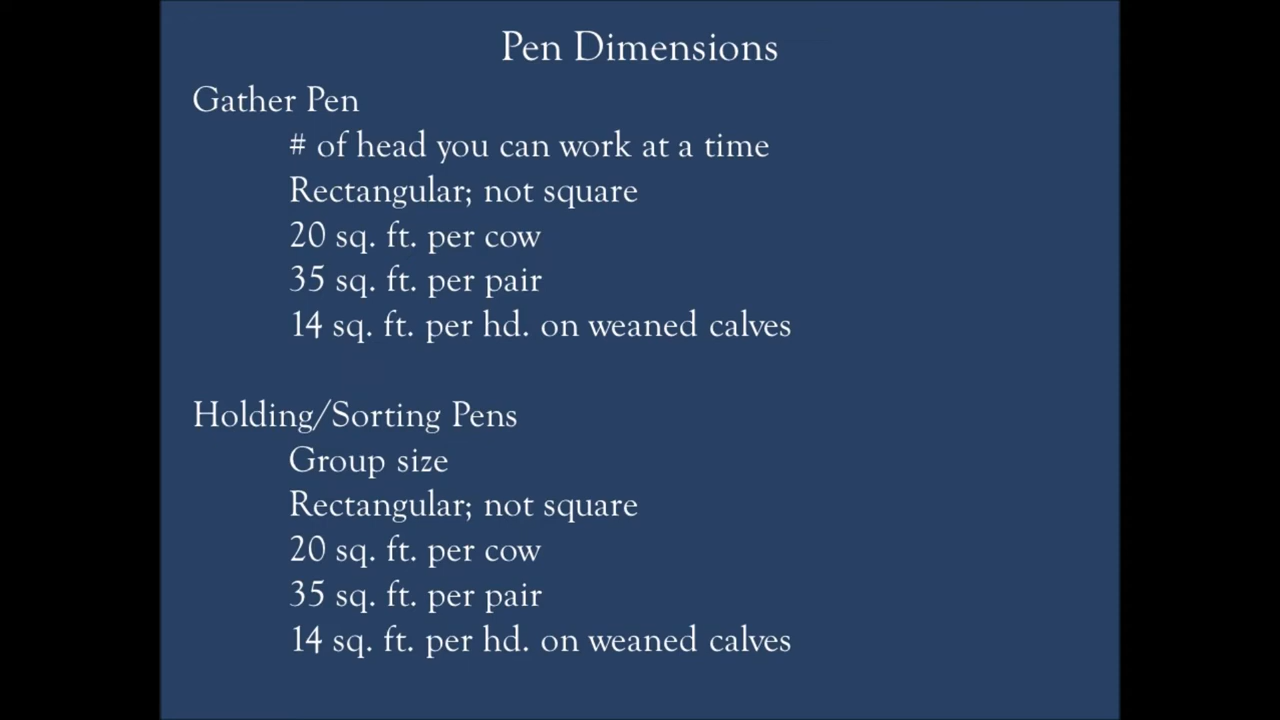 Pen Dimensions
Gather Pen
# of head you can work at a time
Rectangular; not square
20 sq. ft. per cow
35 sq. ft. per pair
14 sq. ft. per hd. on weaned calves
Holding/Sorting Pens
Group size
Rectangular; not square
20 sq. ft. per cow
35 sq. ft. per pair
14 sq. ft. per hd. on weaned calves